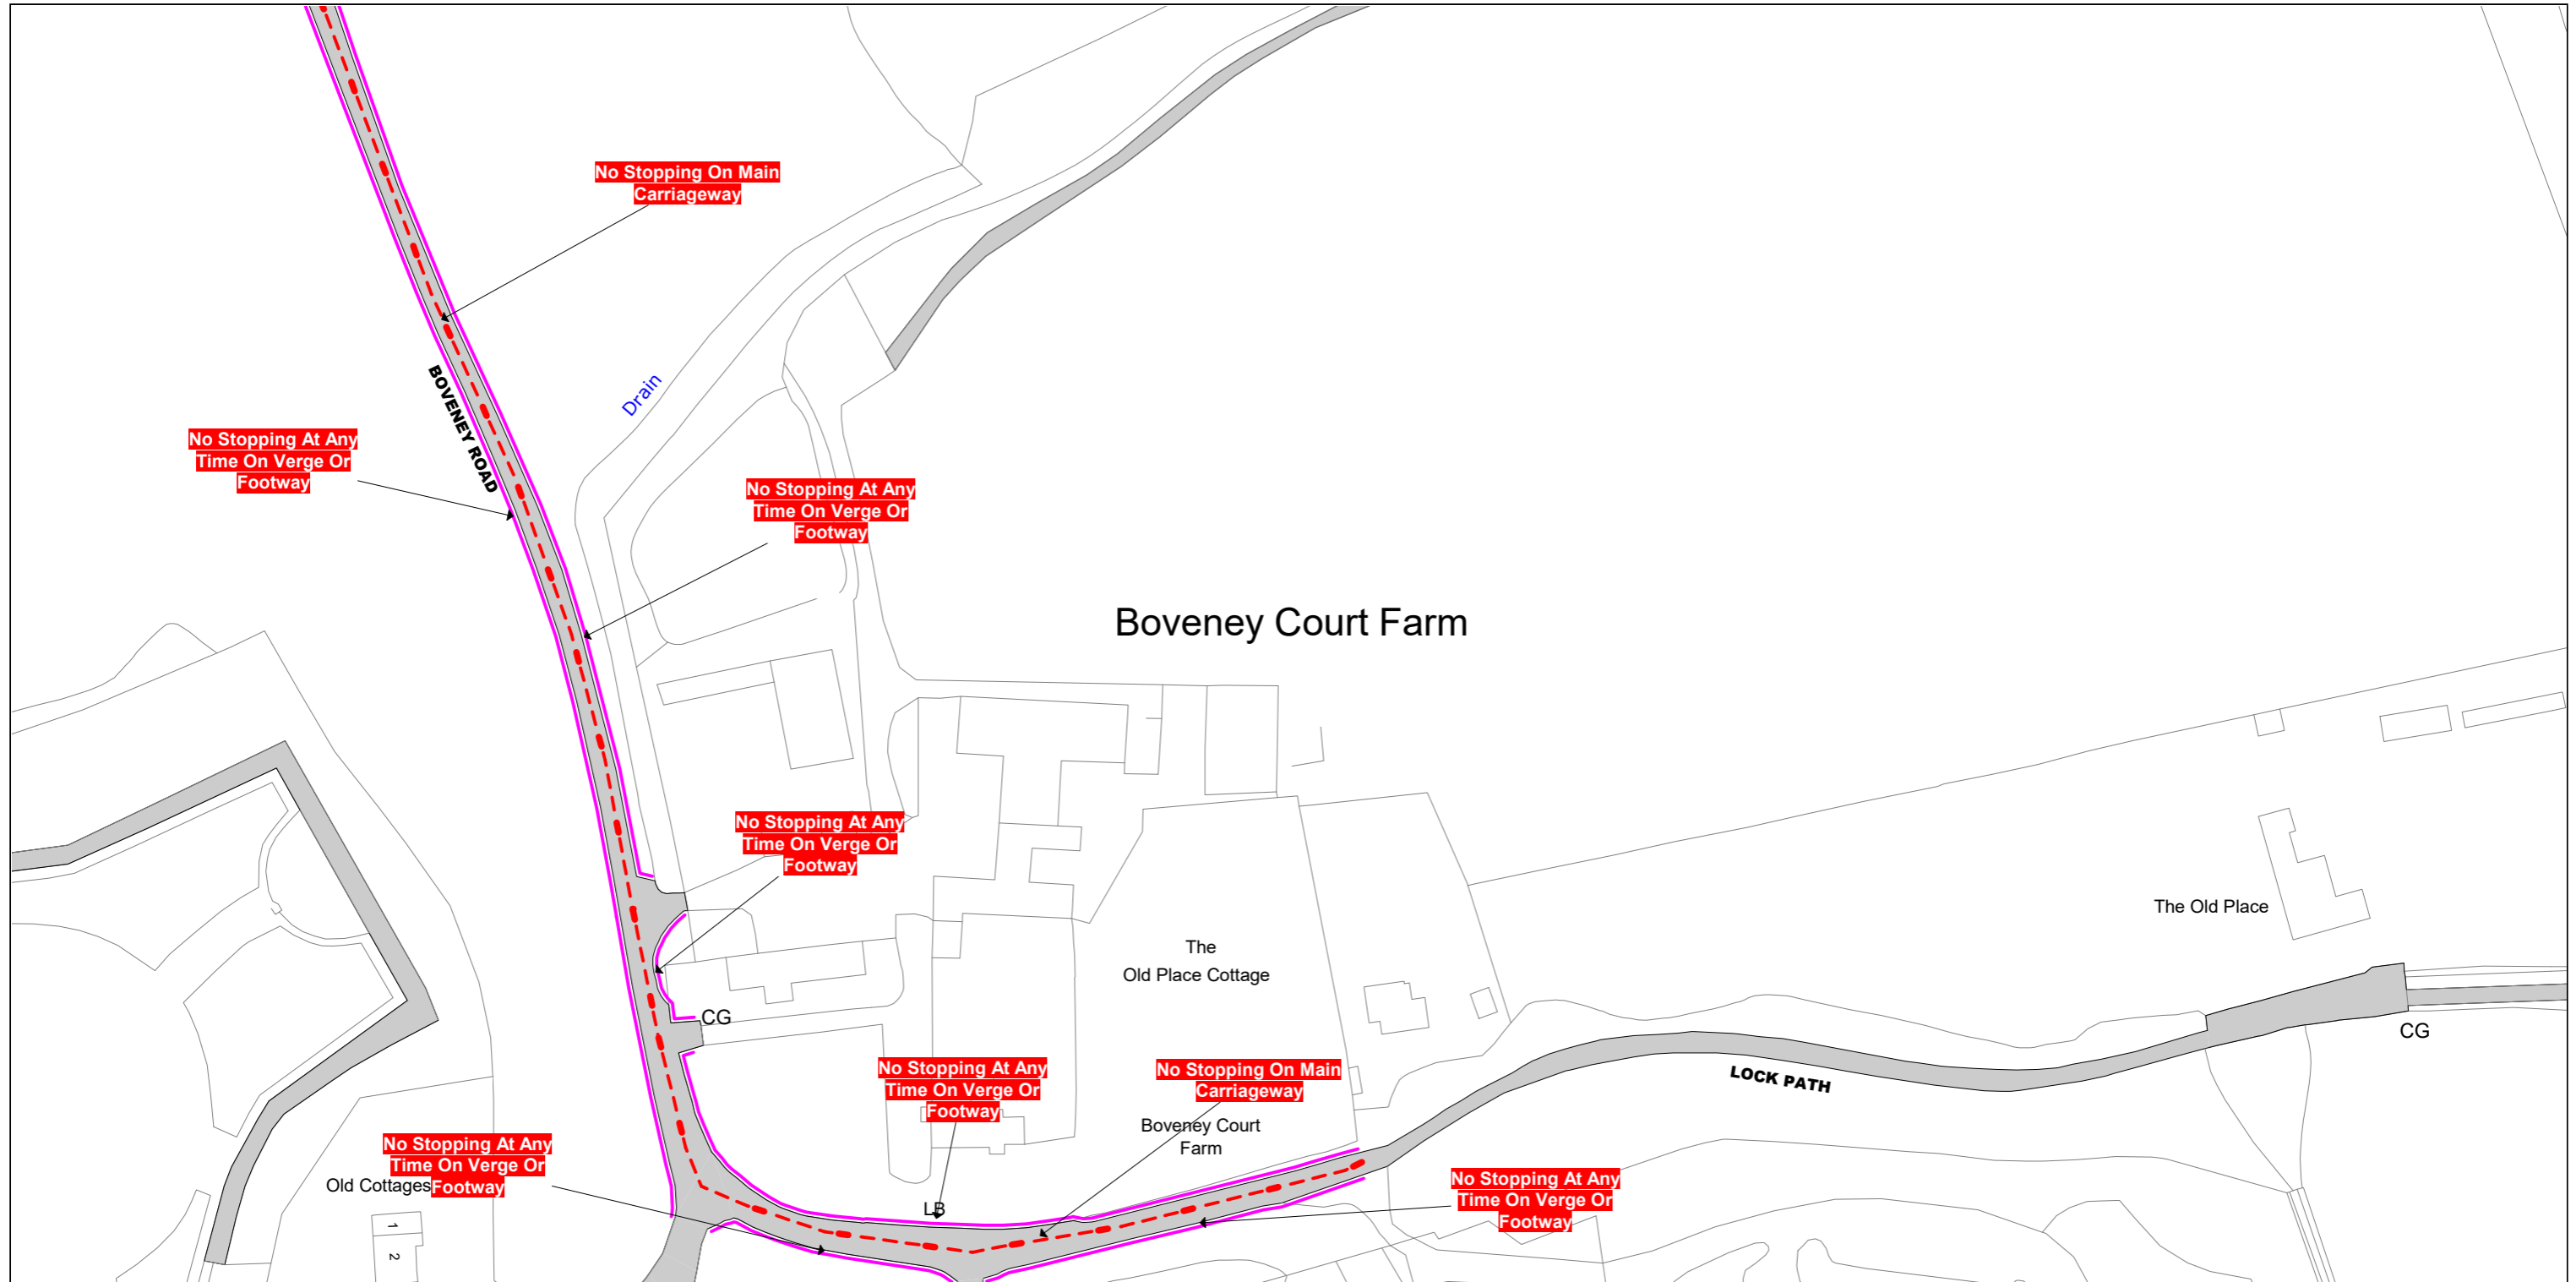 No Stopping On Main
Carriageway
BOVENEY ROAD
Drain
No Stopping At Any
Time On Verge Or
Footway
No Stopping At Any
Time On Verge Or
Footway
Boveney Court Farm
No Stopping At Any
Time On Verge Or
Footway
The Old Place
The
Old Place Cottage
CG
CG
No Stopping At Any
Time On Verge Or
Footway
No Stopping On Main
Carriageway
LOCK PATH
Boveney Court
Farm
No Stopping At Any
Time On Verge Or
Footway
Old Cottages
No Stopping At Any
Time On Verge Or
Footway
LB
1
2